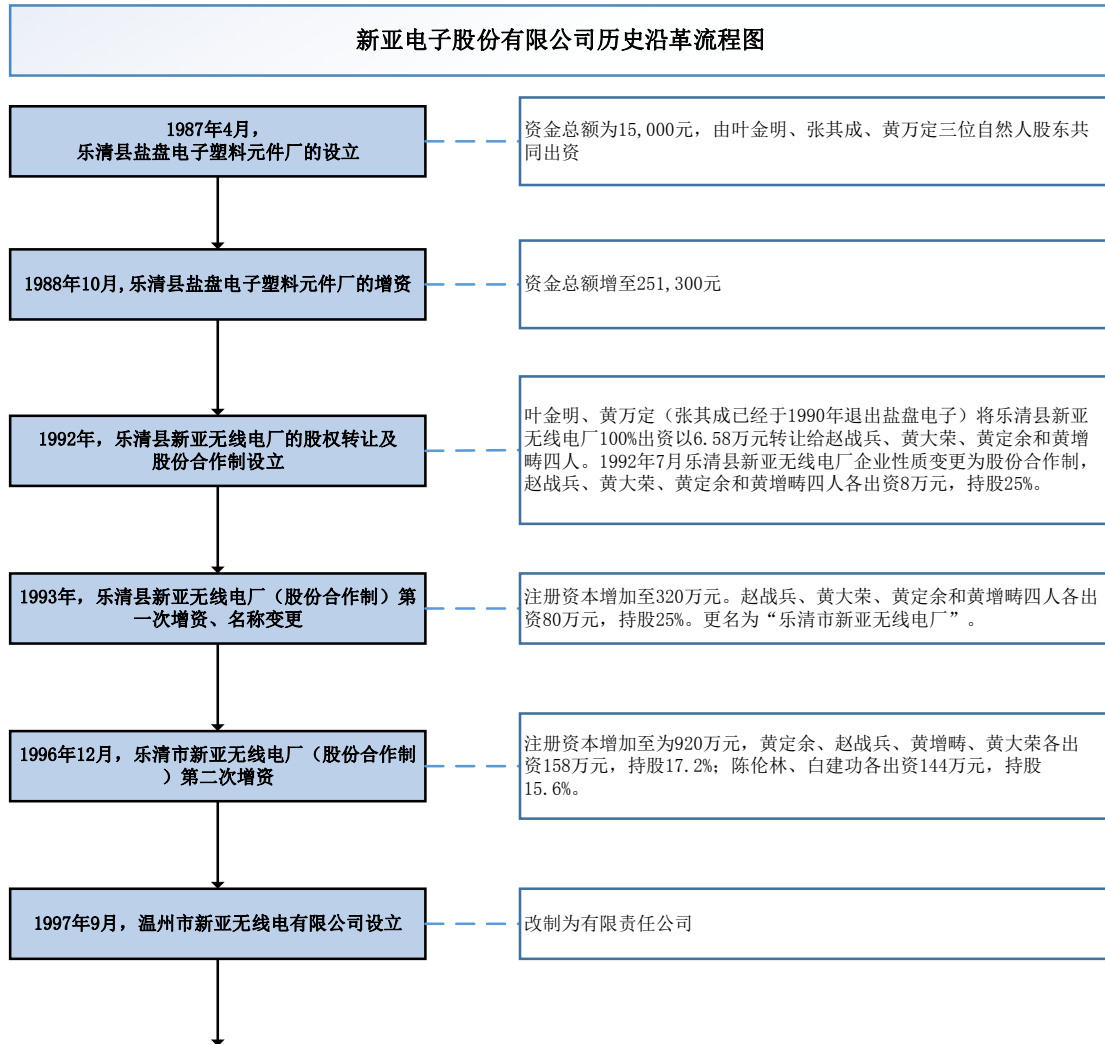 新亚电子股份有限公司历史沿革流程图
1987年4月，
乐清县盐盘电子塑料元件厂的设立
资金总额为15,000元，由叶金明、张其成、黄万定三位自然人股东共
同出资
1988年10月,乐清县盐盘电子塑料元件厂的增资
资金总额增至251,300元
1992年，乐清县新亚无线电厂的股权转让及
股份合作制设立
叶金明、黄万定（张其成已经于1990年退出盐盘电子）将乐清县新亚
无线电厂100%出资以6.58万元转让给赵战兵、黄大荣、黄定余和黄增
畴四人。1992年7月乐清县新亚无线电厂企业性质变更为股份合作制，
赵战兵、黄大荣、黄定余和黄增畴四人各出资8万元，持股25%。
1993年，乐清县新亚无线电厂（股份合作制）第
一次增资、名称变更
注册资本增加至320万元。赵战兵、黄大荣、黄定余和黄增畴四人各出
资80万元，持股25%。更名为“乐清市新亚无线电厂”。
1996年12月，乐清市新亚无线电厂（股份合作制
）第二次增资
注册资本增加至为920万元，黄定余、赵战兵、黄增畴、黄大荣各出
资158万元，持股17.2%；陈伦林、白建功各出资144万元，持股
15.6%。
1997年9月，温州市新亚无线电有限公司设立
改制为有限责任公司